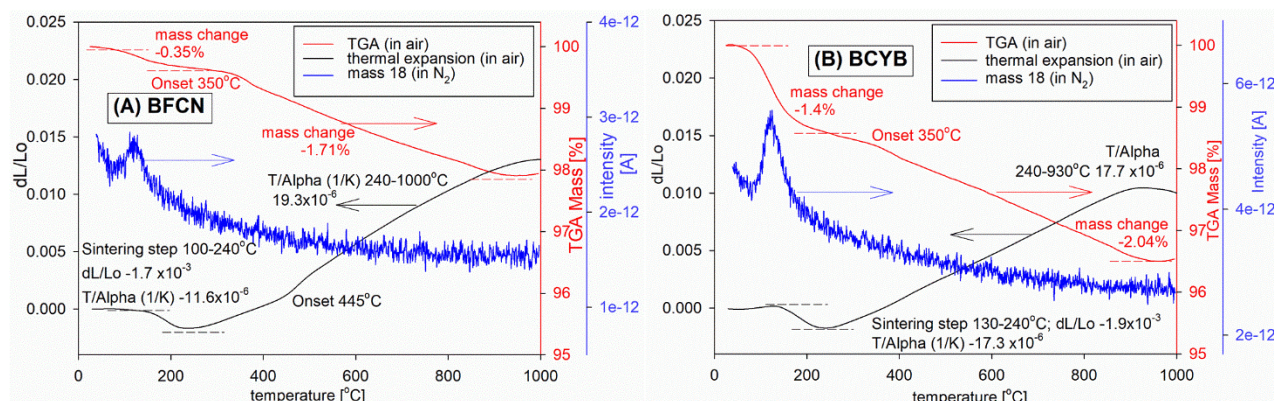 0.025
0.020
0.015
0.010
0.005
0.000
dL/Lo
mass change
-0.35%
Onset 350°C
(A) BFCN
TGA (in air)
thermal expansion (in air)
mass 18 (in N₂)
mass change
-1.71%
T/Alpha (1/K) 240-1000°C
19.3x10⁻⁶
Sintering step 100-240°C
dL/Lo -1.7 x 10⁻³
T/Alpha (1/K) -11.6x10⁻⁶
Onset 445°C
0 200 400 600 800 1000
temperature [°C]
100
99
98
97
96
95
TGA Mass [%]
4e-12
3e-12
2e-12
1e-12
intensity
[A]
0.025
0.020
0.015
0.010
0.005
0.000
dL/Lo
TGA (in air)
thermal expansion (in air)
mass 18 (in N₂)
(B) BCYB
mass change
-1.4%
Onset 350°C
T/Alpha
240-930°C 17.7 x10⁻⁶
mass change
-2.04%
Sintering step 130-240°C; dL/Lo -1.9x10⁻³
T/Alpha (1/K) -17.3 x10⁻⁶
0 200 400 600 800 1000
temperature [°C]
100
99
98
97
96
95
TGA Mass [%]
6e-12
4e-12
2e-12
Intensity [A]